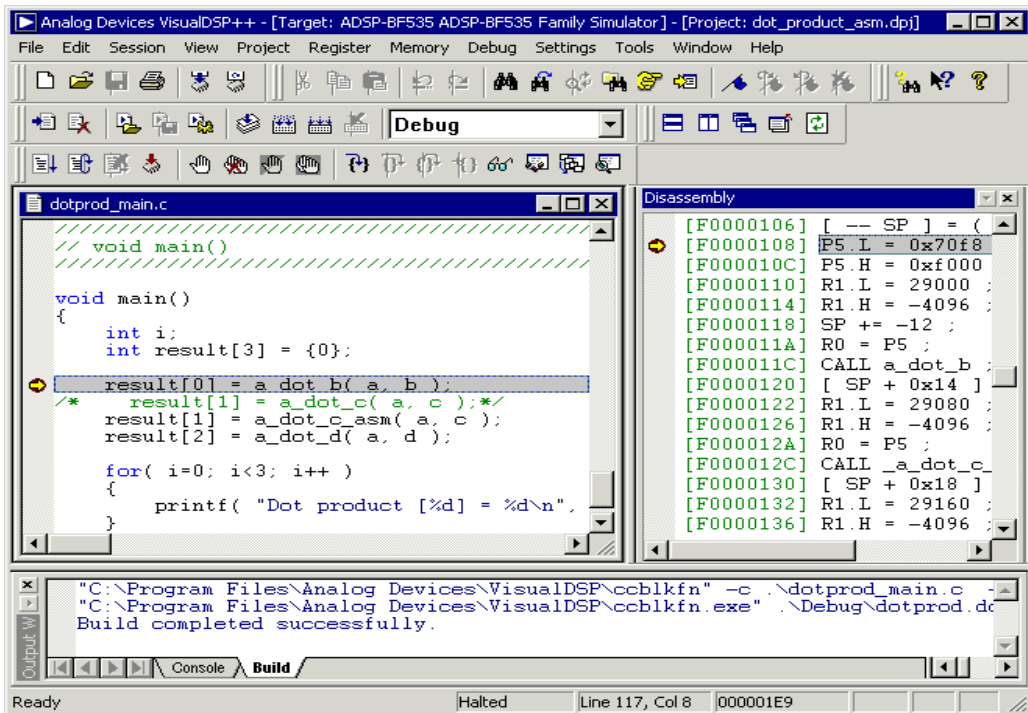 Analog Devices VisualDSP++ - [Target: ADSP-BF535 ADSP-BF535 Family Simulator] - [Project: dot_product_asm.dpj]
File Edit Session View Project Register Memory Debug Settings Tools Window Help
Debug
dotprod_main.c
////////////////////////////////////////////////
// void main()
////////////////////////////////////////////////
void main()
{
int i;
int result[3] = {0};
result[0] = a_dot_b( a, b );
/* result[1] = a_dot_c( a, c );*/
result[1] = a_dot_c_asm( a, c );
result[2] = a_dot_d( a, d );
for( i=0; i<3; i++ )
{
printf( "Dot product [%d] = %d\n",
}
Disassembly
[F0000106] [ -- SP ] = (
[F0000108] P5.L = 0x70f8
[F000010C] P5.H = 0xf000
[F0000110] R1.L = 29000 ;
[F0000114] R1.H = -4096 ;
[F0000118] SP += -12 ;
[F000011A] R0 = P5 ;
[F000011C] CALL a_dot_b ;
[F0000120] [ SP + 0x14 ]
[F0000122] R1.L = 29080 ;
[F0000126] R1.H = -4096 ;
[F000012A] R0 = P5 ;
[F000012C] CALL _a_dot_c_
[F0000130] [ SP + 0x18 ]
[F0000132] R1.L = 29160 ;
[F0000136] R1.H = -4096 ;
"C:\Program Files\Analog Devices\VisualDSP\ccblkfn" -c .\dotprod_main.c -
"C:\Program Files\Analog Devices\VisualDSP\ccblkfn.exe" .\Debug\dotprod.do
Build completed successfully.
Output W
Console Build
Ready Halted Line 117, Col 8 000001E9